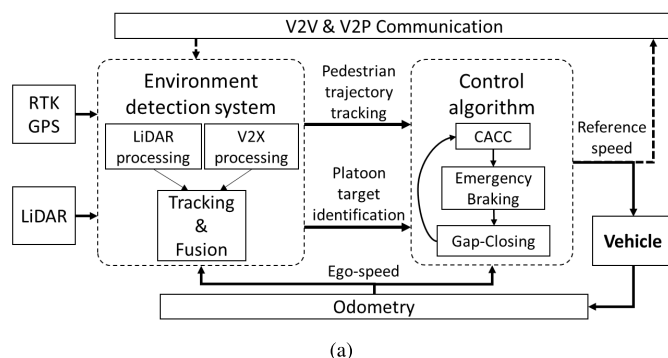 V2V & V2P Communication
RTK
GPS
LiDAR
Environment
detection system
LiDAR
processing
V2X
processing
Tracking
&
Fusion
Pedestrian
trajectory
tracking
Platoon
target
identification
Control
algorithm
CACC
Emergency
Braking
Gap-Closing
Reference
speed
Vehicle
Ego-speed
Odometry
(a)